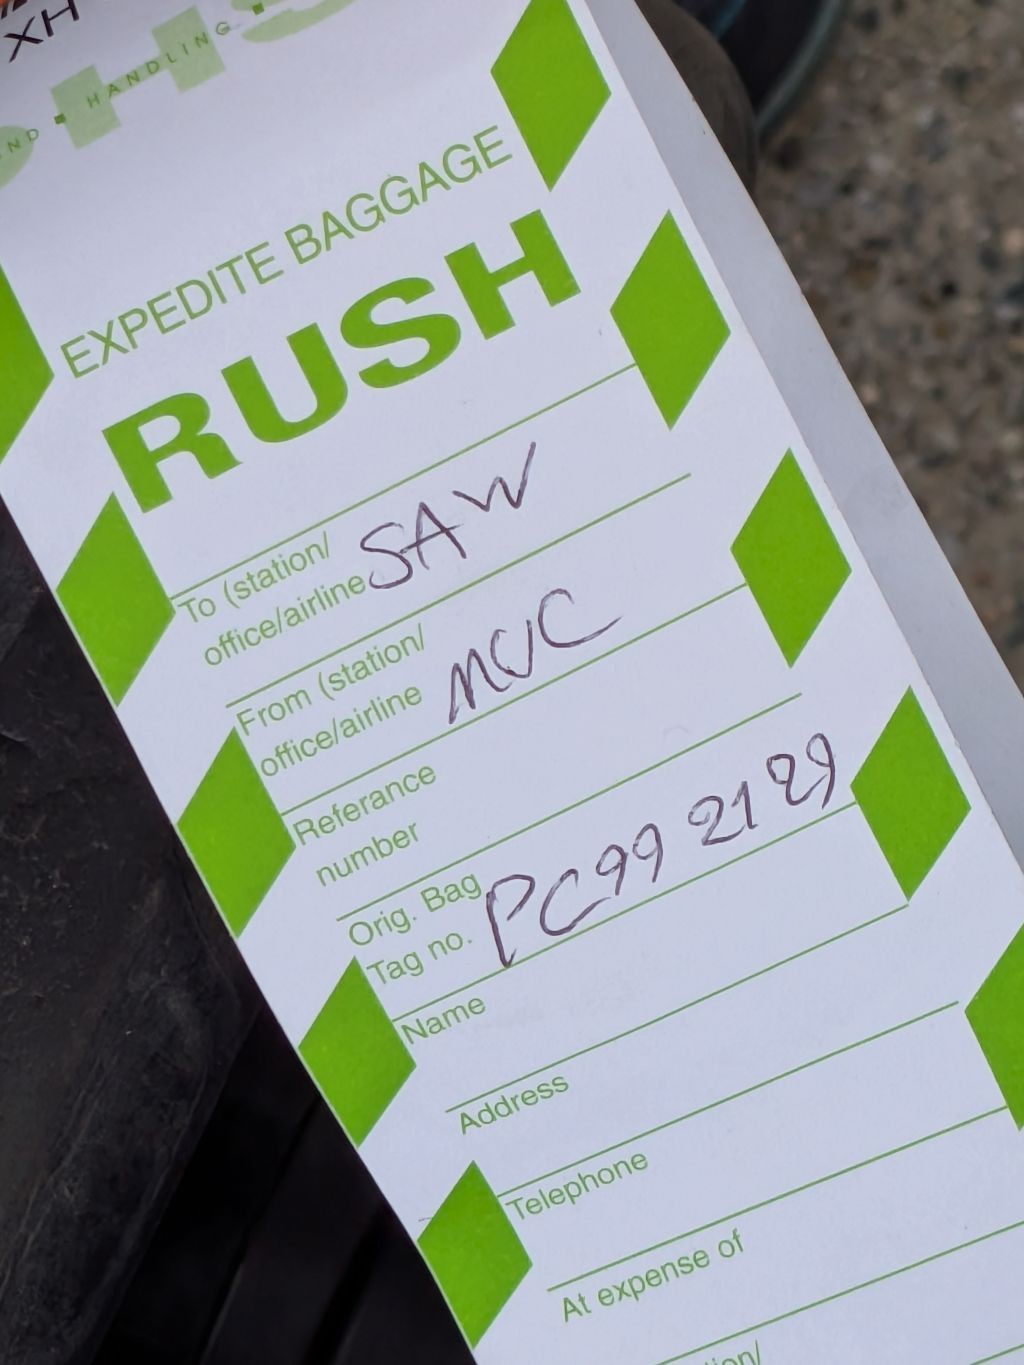 XH
HANDLING
EXPEDITE BAGGAGE
RUSH
To (station/
office/airline SAW
From (station/
office/airline MUC
Referance
number
Orig. Bag
Tag no. PC99 2129
Name
Address
Telephone
At expense of